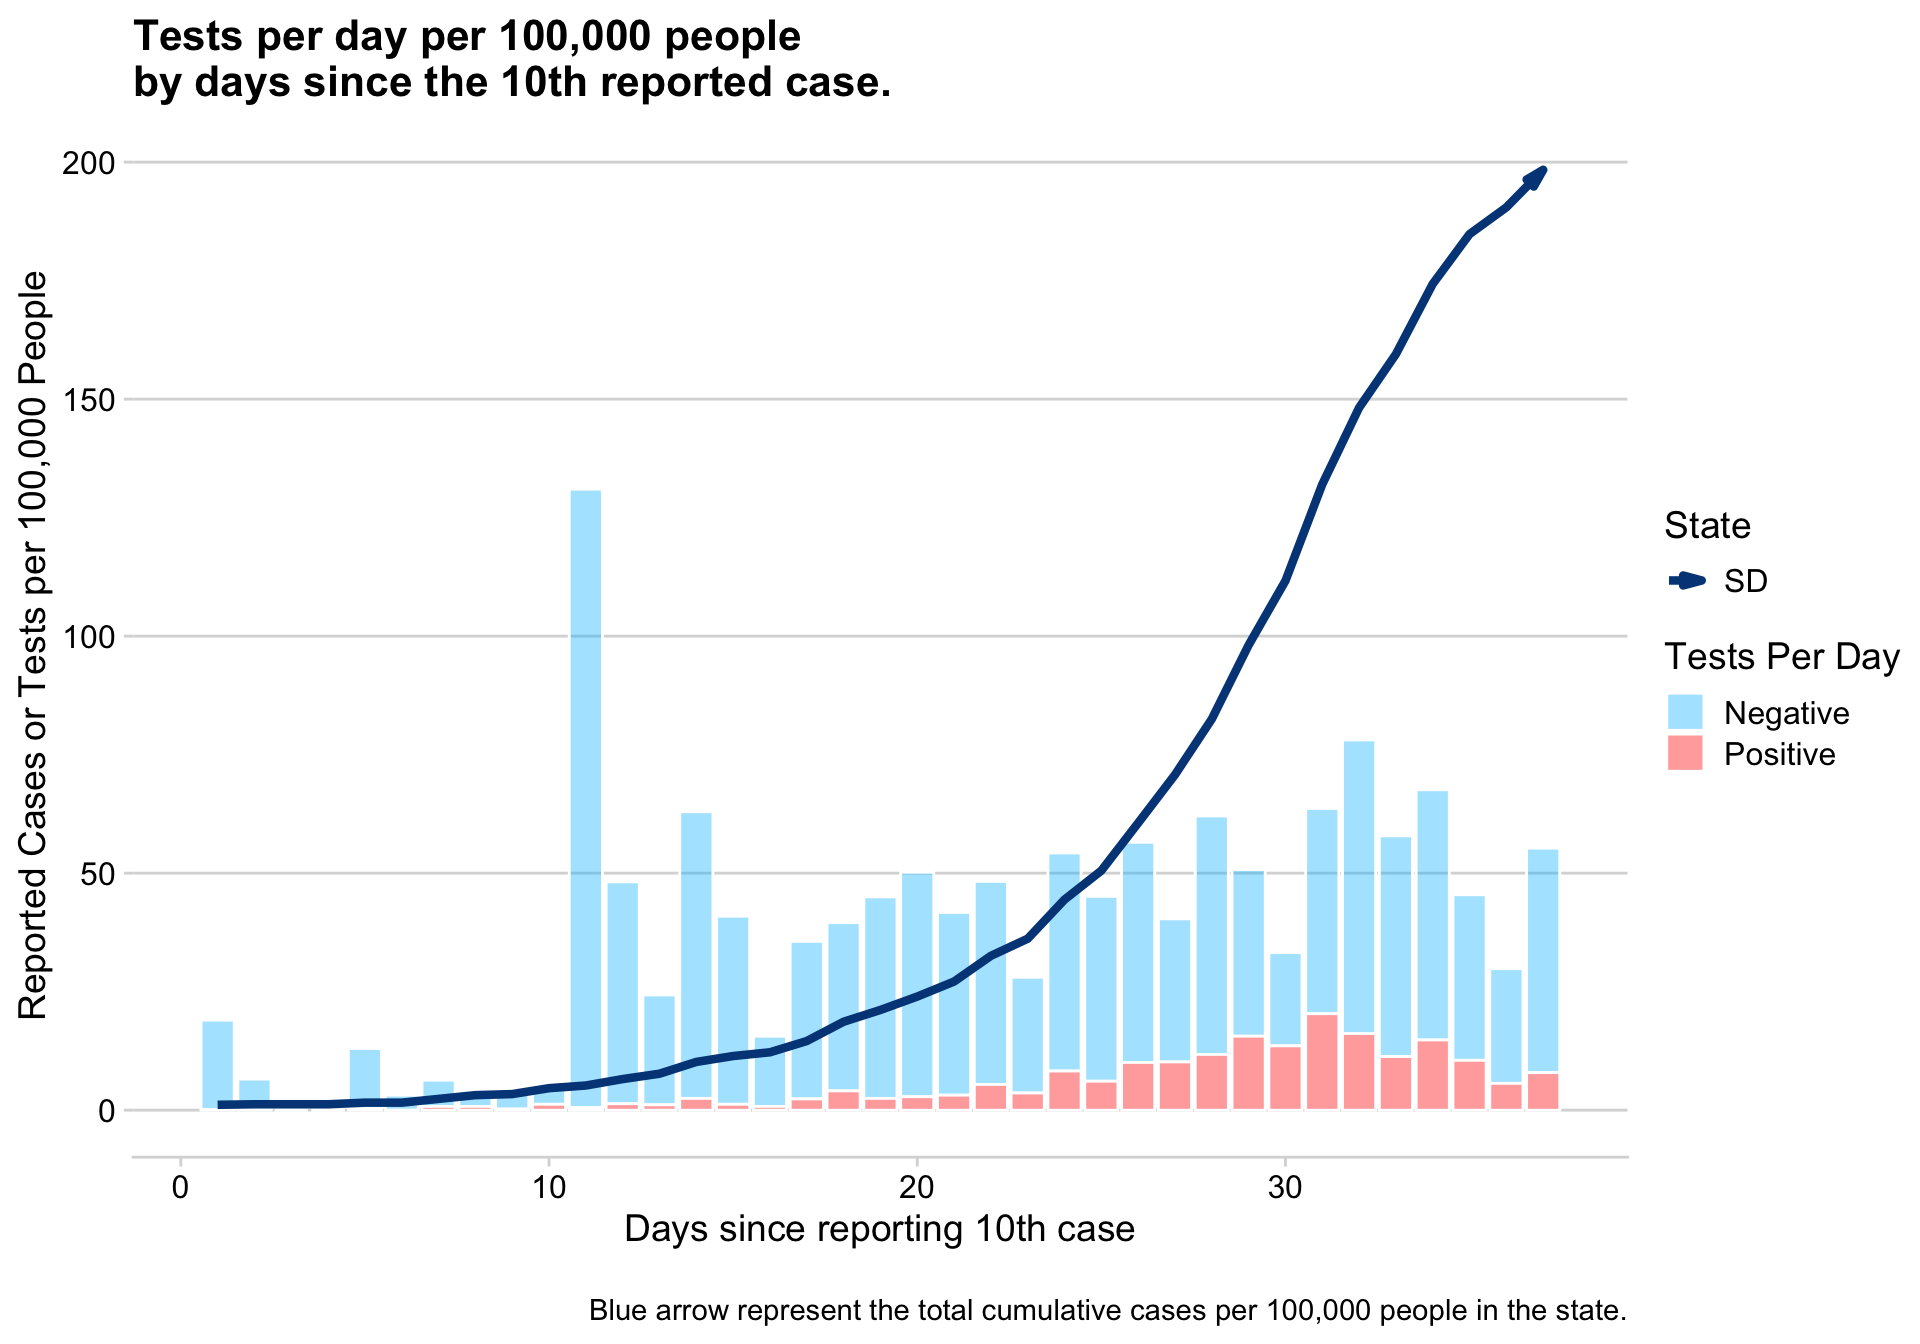 Tests per day per 100,000 people
by days since the 10th reported case.
Reported Cases or Tests per 100,000 People
200
150
100
50
0
0
10
20
30
Days since reporting 10th case
State
SD
Tests Per Day
Negative
Positive
Blue arrow represent the total cumulative cases per 100,000 people in the state.